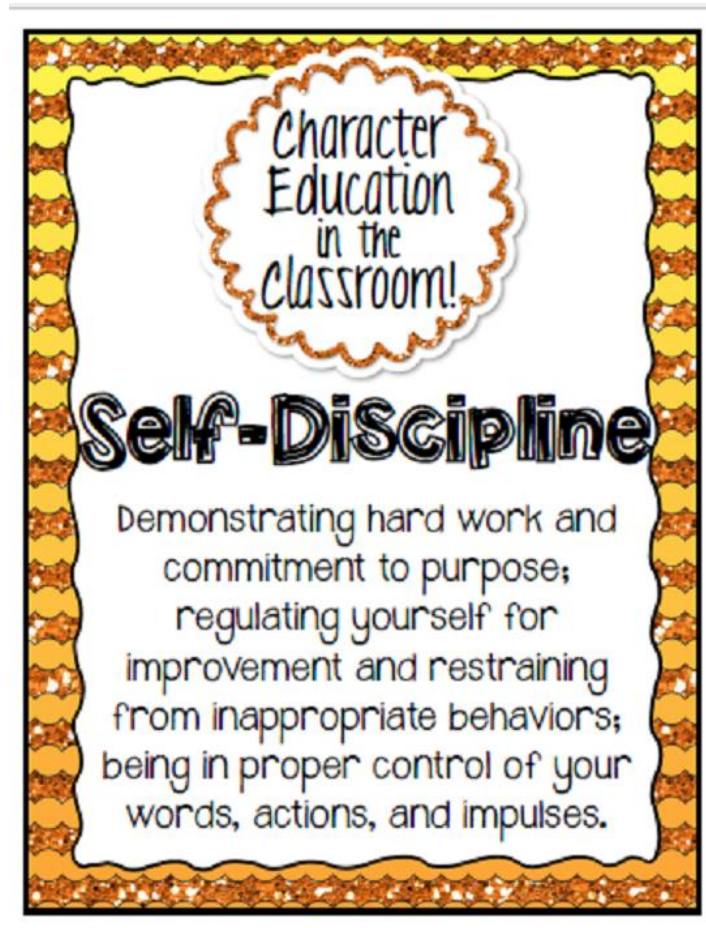 Character
Education
in the
Classroom!
Self-Discipline
Demonstrating hard work and
commitment to purpose;
regulating yourself for
improvement and restraining
from inappropriate behaviors;
being in proper control of your
words, actions, and impulses.